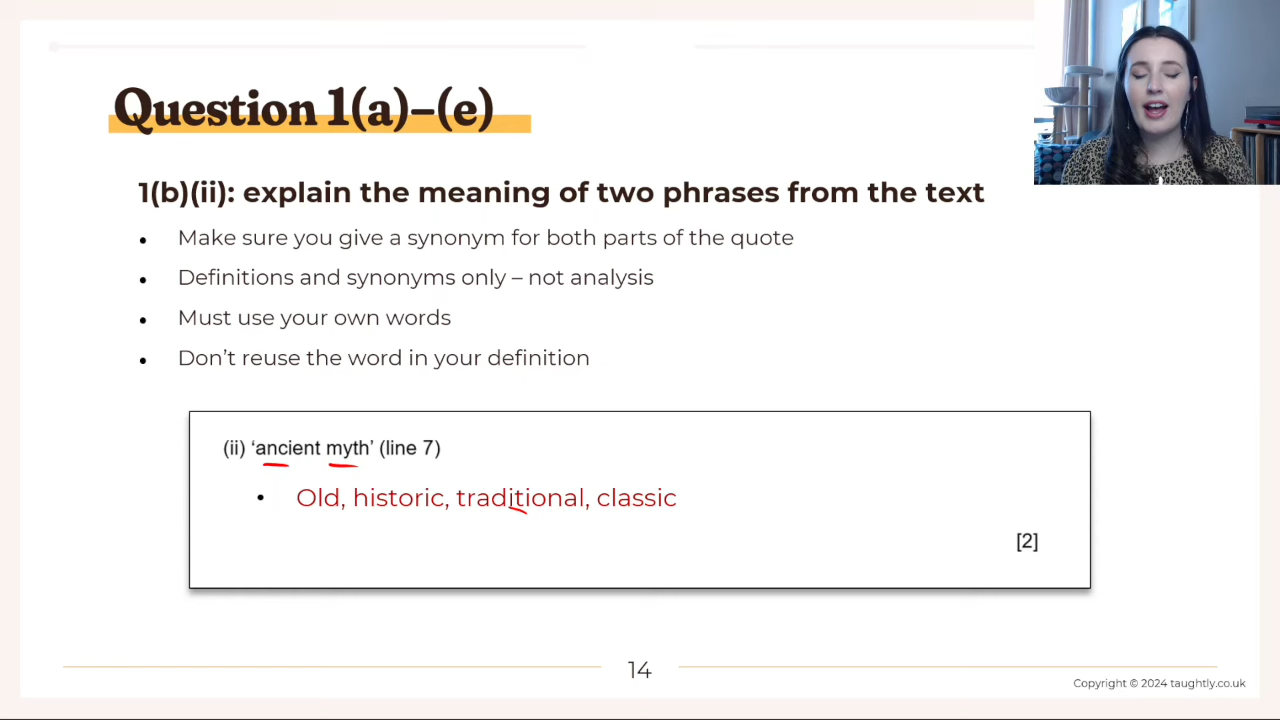 Question 1(a)–(e)
1(b)(ii): explain the meaning of two phrases from the text
• Make sure you give a synonym for both parts of the quote
• Definitions and synonyms only – not analysis
• Must use your own words
• Don’t reuse the word in your definition
(ii) ‘ancient myth’ (line 7)
• Old, historic, traditional, classic
[2]
14
Copyright © 2024 taughtly.co.uk